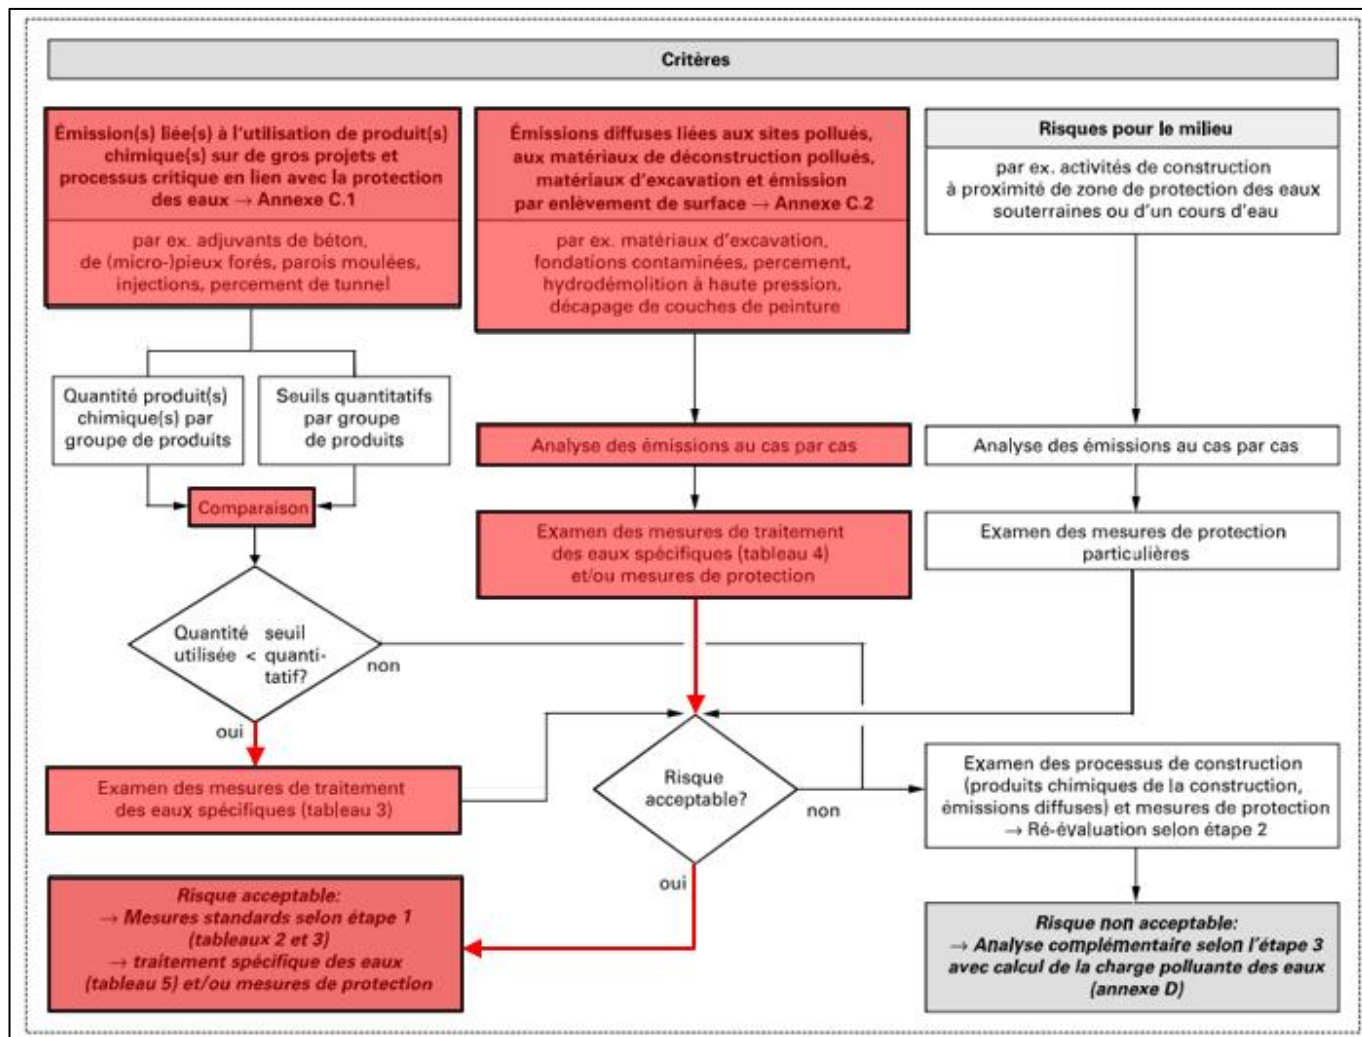 Critères
Émission(s) liée(s) à l'utilisation de produit(s)
chimique(s) sur de gros projets et
processus critique en lien avec la protection
des eaux → Annexe C.1
par ex. adjuvants de béton,
de (micro-)pieux forés, parois moulées,
injections, percement de tunnel
Émissions diffuses liées aux sites pollués,
aux matériaux de déconstruction pollués,
matériaux d'excavation et émission
par enlèvement de surface → Annexe C.2
par ex. matériaux d'excavation,
fondations contaminées, percement,
hydrodémolition à haute pression,
décapage de couches de peinture
Risques pour le milieu
par ex. activités de construction
à proximité de zone de protection des eaux
souterraines ou d'un cours d'eau
Quantité produit(s)
chimique(s) par
groupe de produits
Seuils quantitatifs
par groupe
de produits
Analyse des émissions au cas par cas
Analyse des émissions au cas par cas
Comparaison
Examen des mesures de traitement
des eaux spécifiques (tableau 4)
et/ou mesures de protection
Examen des mesures de protection
particulières
Quantité seuil
utilisée < quanti-
tatif?
non
oui
Examen des mesures de traitement
des eaux spécifiques (tableau 3)
Risque
acceptable?
non
oui
Examen des processus de construction
(produits chimiques de la construction,
émissions diffuses) et mesures de protection
→ Ré-évaluation selon étape 2
Risque acceptable:
→ Mesures standards selon étape 1
(tableaux 2 et 3)
→ traitement spécifique des eaux
(tableau 5) et/ou mesures de protection
Risque non acceptable:
→ Analyse complémentaire selon l'étape 3
avec calcul de la charge polluante des eaux
(annexe D)